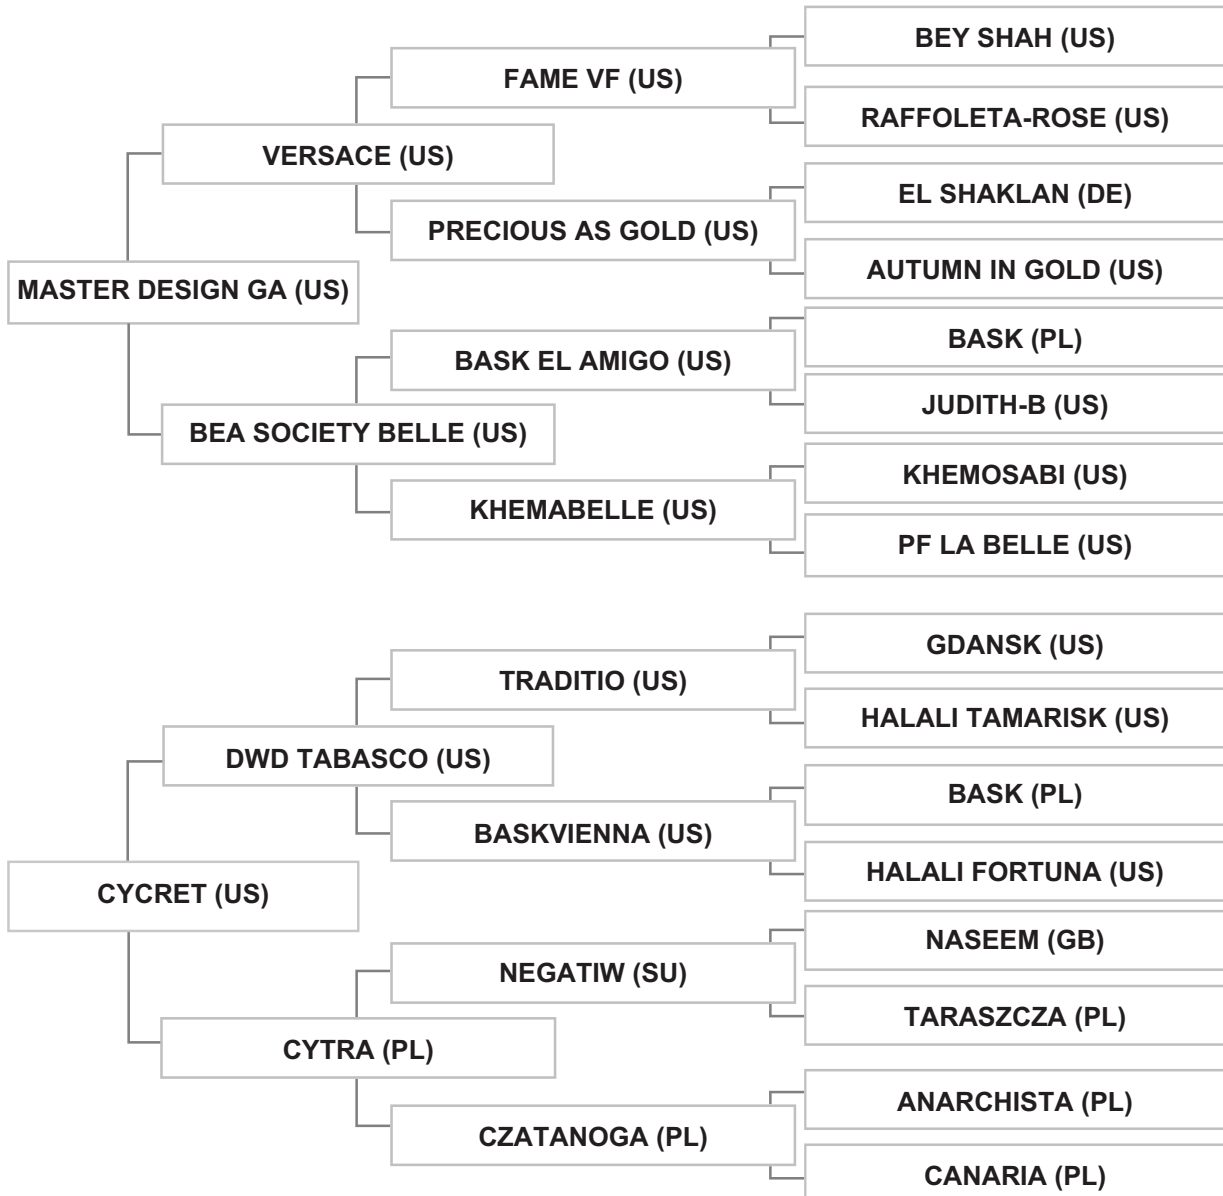 BEY SHAH (US)
FAME VF (US)
RAFFOLETA-ROSE (US)
VERSACE (US)
EL SHAKLAN (DE)
PRECIOUS AS GOLD (US)
AUTUMN IN GOLD (US)
MASTER DESIGN GA (US)
BASK (PL)
BASK EL AMIGO (US)
JUDITH-B (US)
BEA SOCIETY BELLE (US)
KHEMOSABI (US)
KHEMABELLE (US)
PF LA BELLE (US)
GDANSK (US)
TRADITIO (US)
HALALI TAMARISK (US)
DWD TABASCO (US)
BASK (PL)
BASKVIENNA (US)
HALALI FORTUNA (US)
CYCRET (US)
NASEEM (GB)
NEGATIW (SU)
TARASZCZA (PL)
CYTRA (PL)
ANARCHISTA (PL)
CZATANOGA (PL)
CANARIA (PL)